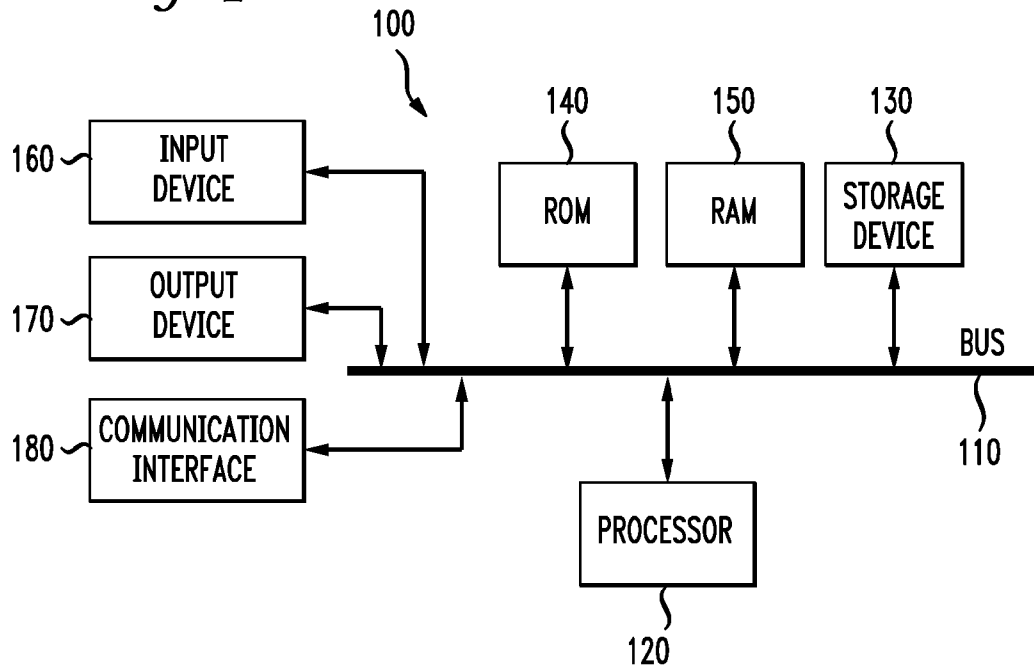 100
140
150
130
160
INPUT
DEVICE
ROM
RAM
STORAGE
DEVICE
170
OUTPUT
DEVICE
BUS
110
180
COMMUNICATION
INTERFACE
PROCESSOR
120